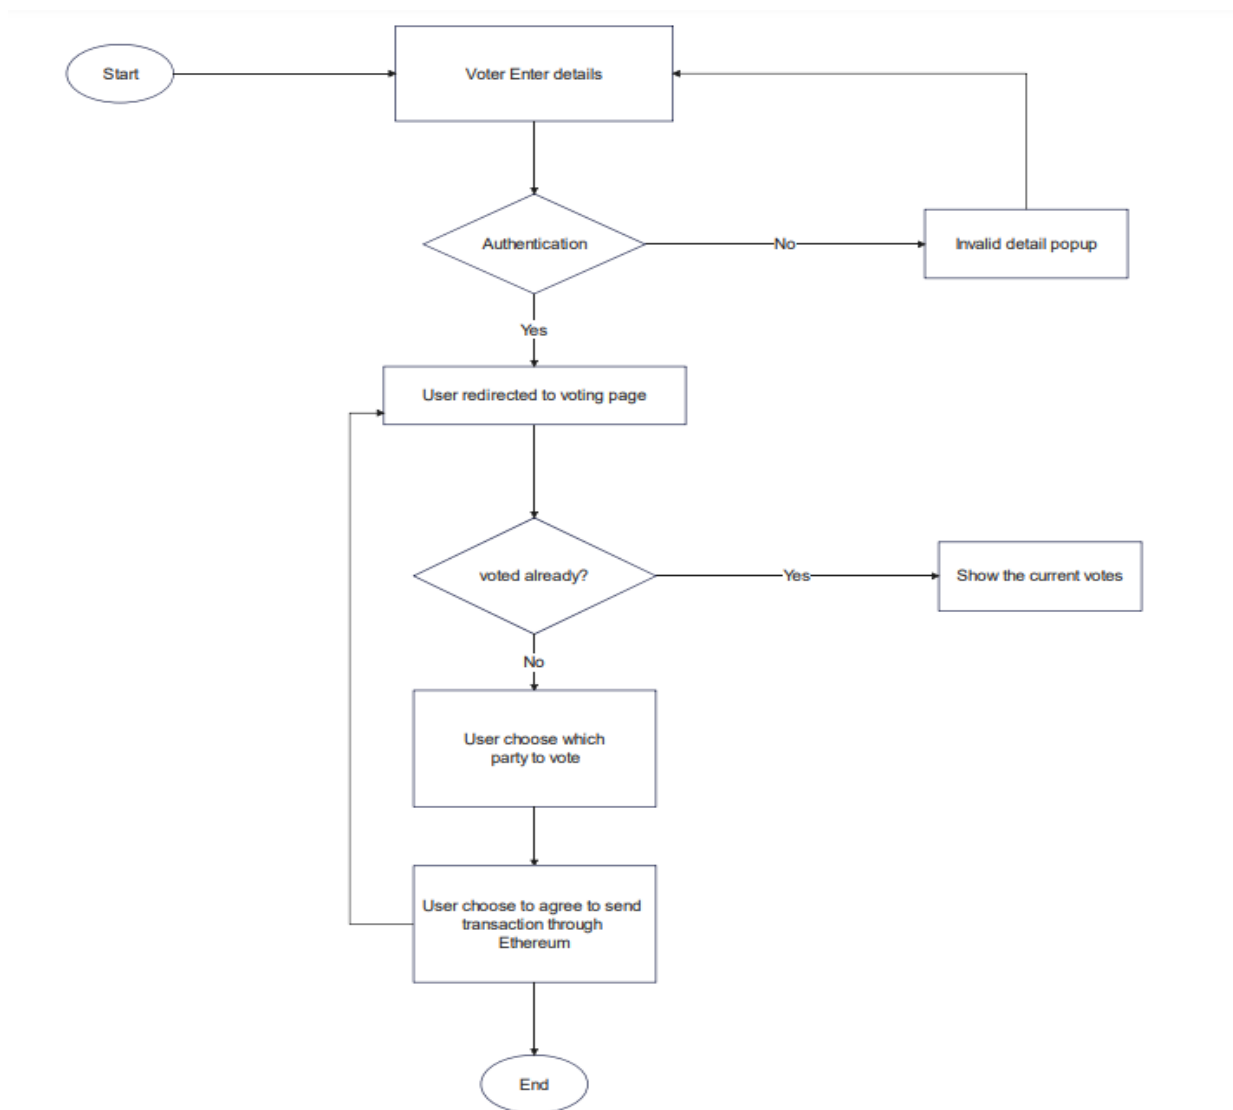 Start
Voter Enter details
Authentication
No
Invalid detail popup
Yes
User redirected to voting page
voted already?
Yes
Show the current votes
No
User choose which
party to vote
User choose to agree to send
transaction through
Ethereum
End